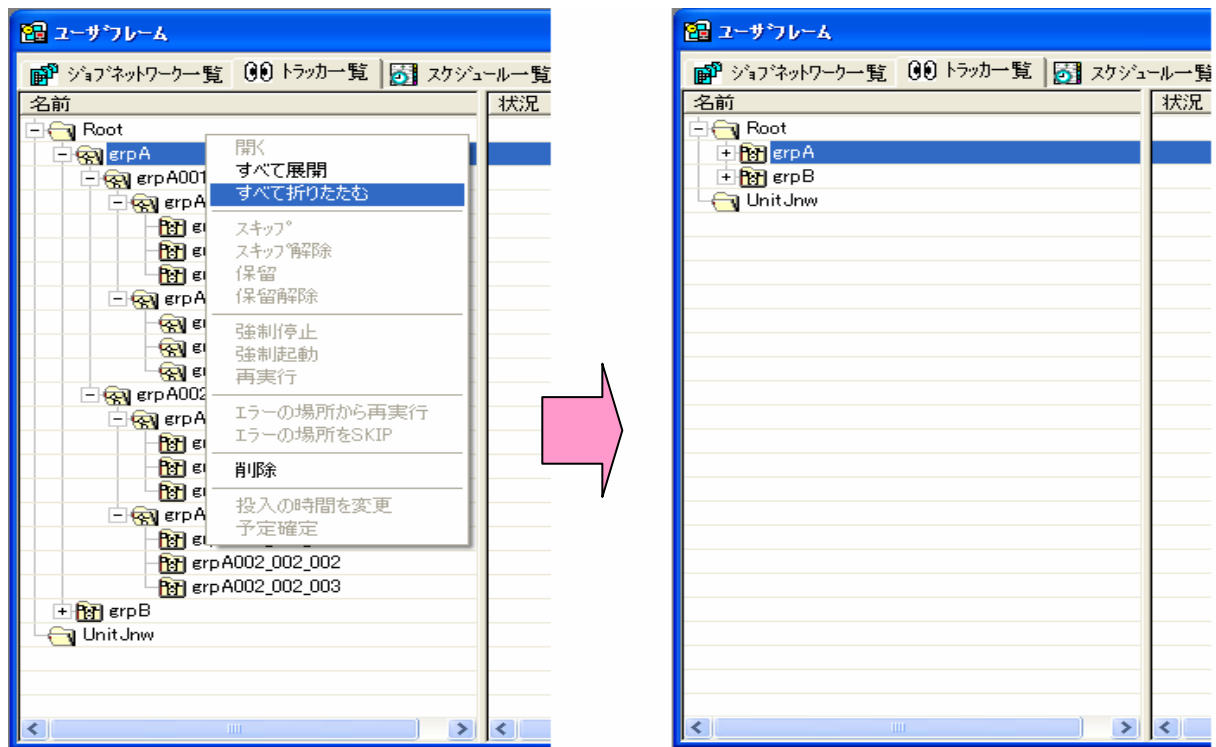 ユーザフレーム
ジョブネットワーク一覧 トラッカ一覧 スケジュール一覧
名前 状況
Root
grpA
grpA001
grpA
grpA
grpA002
grpA
grpA
grpA002_002_002
grpA002_002_003
grpB
UnitJnw
開く
すべて展開
すべて折りたたむ
スキップ
スキップ解除
保留
保留解除
強制停止
強制起動
再実行
エラーの場所から再実行
エラーの場所をSKIP
削除
投入の時間を変更
予定確定
ユーザフレーム
ジョブネットワーク一覧 トラッカ一覧 スケジュール一覧
名前 状況
Root
grpA
grpB
UnitJnw